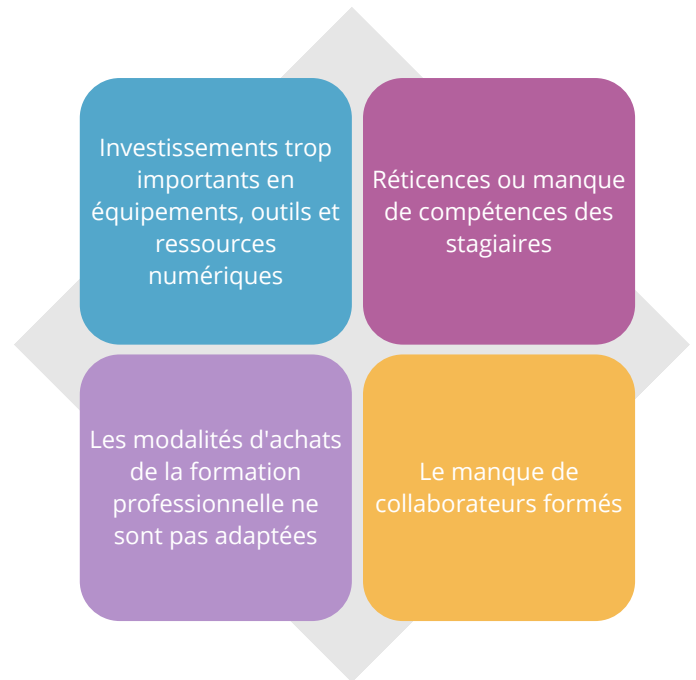 Investissements trop
importants en
équipements, outils et
ressources
numériques
Réticences ou manque
de compétences des
stagiaires
Les modalités d'achats
de la formation
professionnelle ne
sont pas adaptées
Le manque de
collaborateurs formés